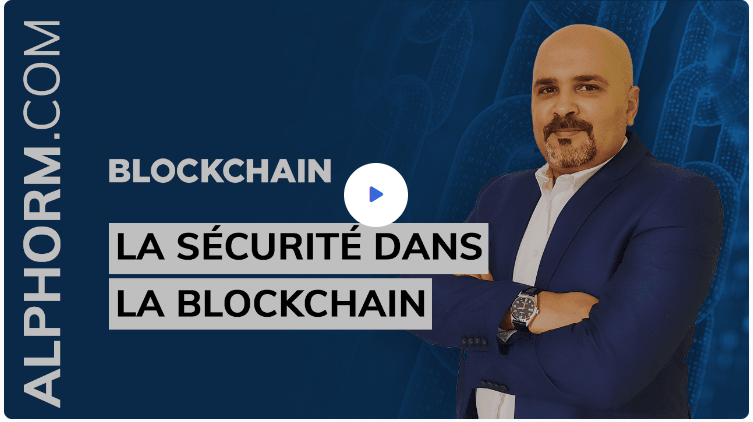 ALPHORM.COM
BLOCKCHAIN
LA SÉCURITÉ DANS
LA BLOCKCHAIN